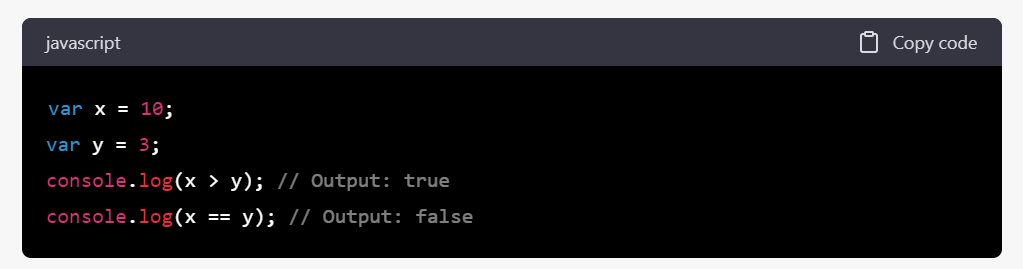 javascript
Copy code
var x = 10;
var y = 3;
console.log(x > y); // Output: true
console.log(x == y); // Output: false